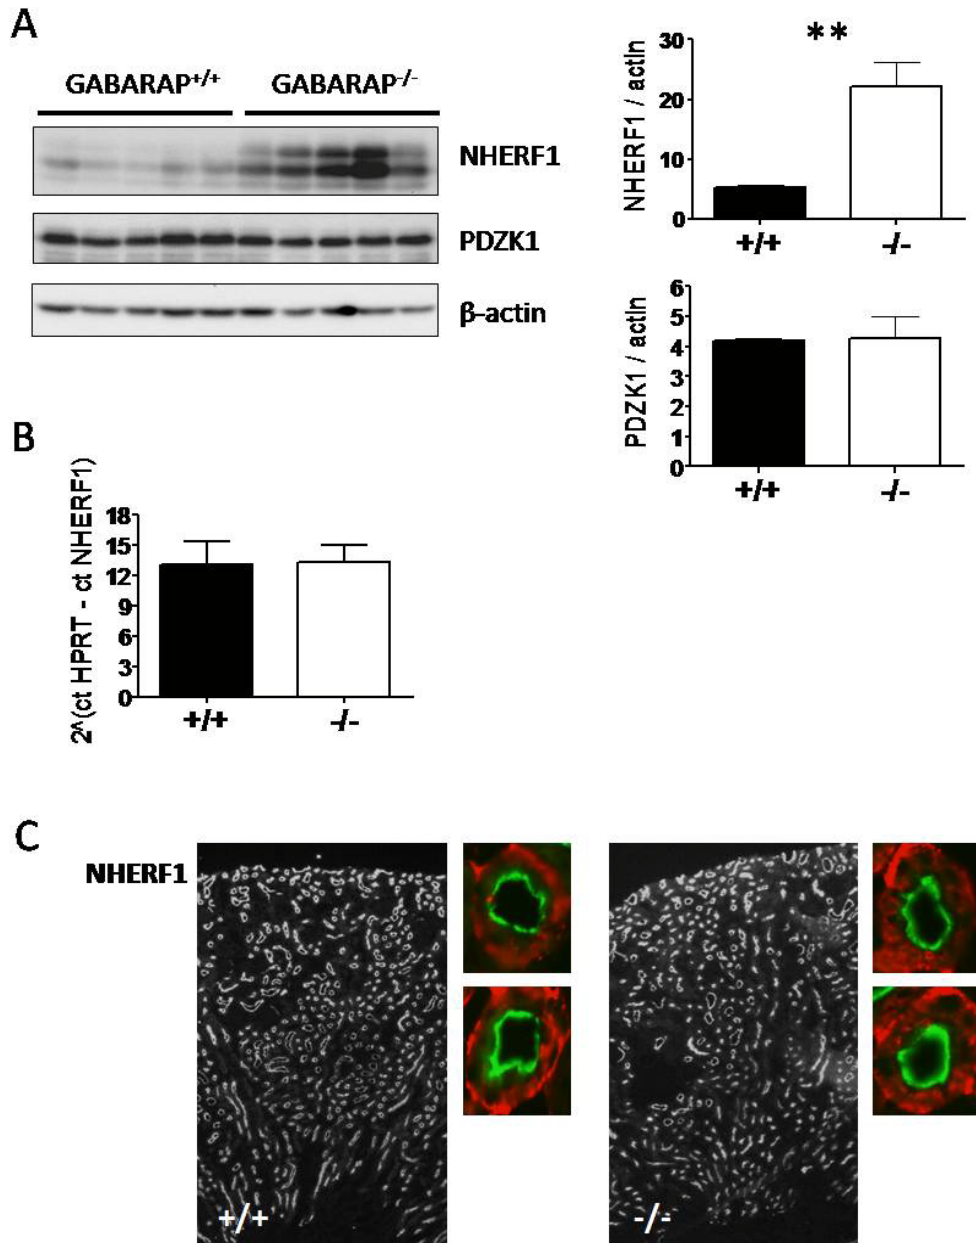 A
GABARAP+/+ GABARAP-/-
NHERF1
PDZK1
β-actin
**
NHERF1 / actin
30
20
10
0
+/+ -/-
PDZK1 / actin
6
5
4
3
2
1
0
+/+ -/-
B
2^(ct HPRT - ct NHERF1)
18
15
12
9
6
3
0
+/+ -/-
C
NHERF1
+/+ -/-